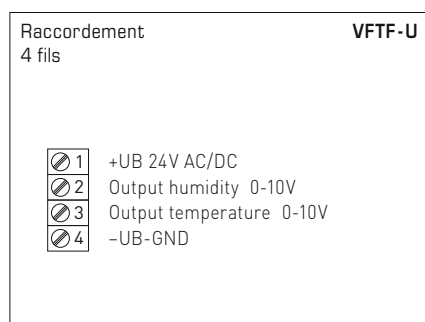 Raccordement VFTF-U
4 fils
1 +UB 24V AC/DC
2 Output humidity 0-10V
3 Output temperature 0-10V
4 –UB-GND